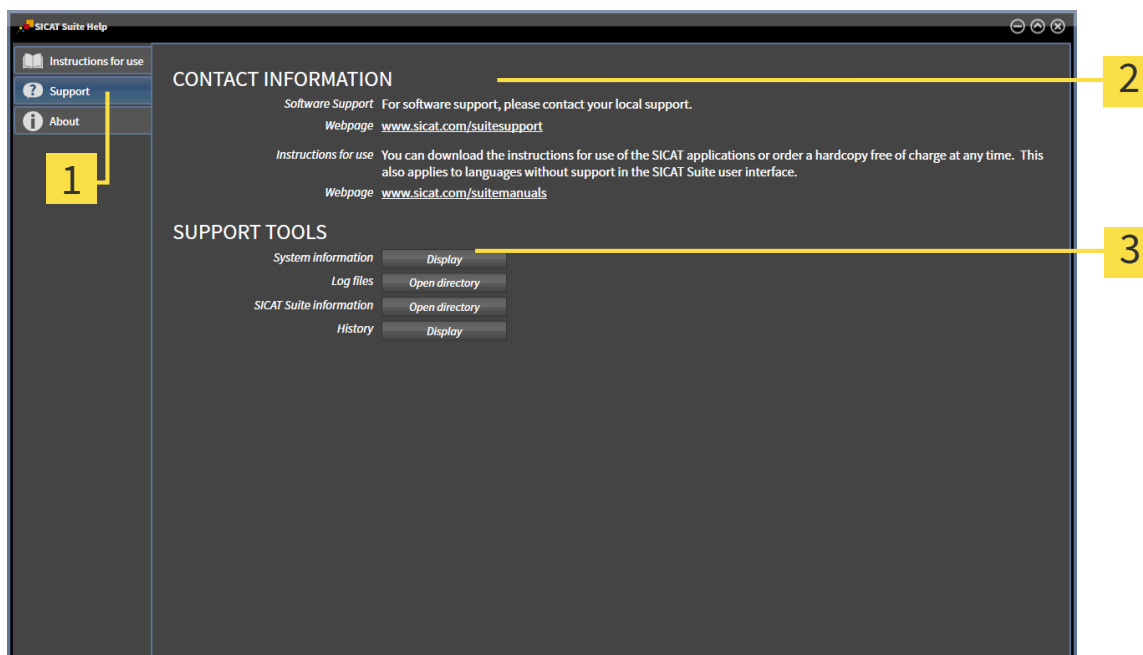 SICAT Suite Help
Instructions for use
Support
About
1
CONTACT INFORMATION
2
Software Support For software support, please contact your local support.
Webpage www.sicat.com/suitesupport
Instructions for use You can download the instructions for use of the SICAT applications or order a hardcopy free of charge at any time. This
also applies to languages without support in the SICAT Suite user interface.
Webpage www.sicat.com/suitemanuals
SUPPORT TOOLS
3
System information Display
Log files Open directory
SICAT Suite information Open directory
History Display